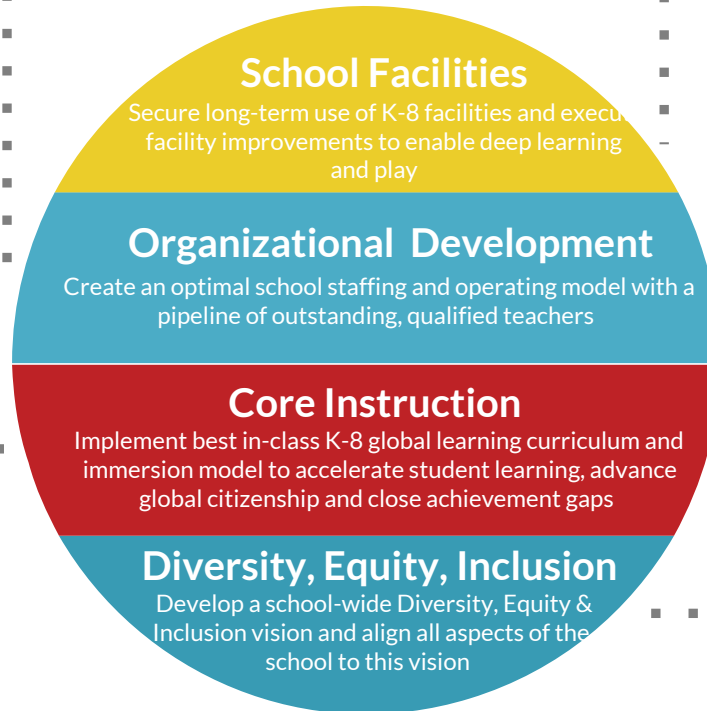 School Facilities
Secure long-term use of K-8 facilities and execu
facility improvements to enable deep learning
and play
Organizational Development
Create an optimal school staffing and operating model with a
pipeline of outstanding, qualified teachers
Core Instruction
Implement best in-class K-8 global learning curriculum and
immersion model to accelerate student learning, advance
global citizenship and close achievement gaps
Diversity, Equity, Inclusion
Develop a school-wide Diversity, Equity &
Inclusion vision and align all aspects of the
school to this vision